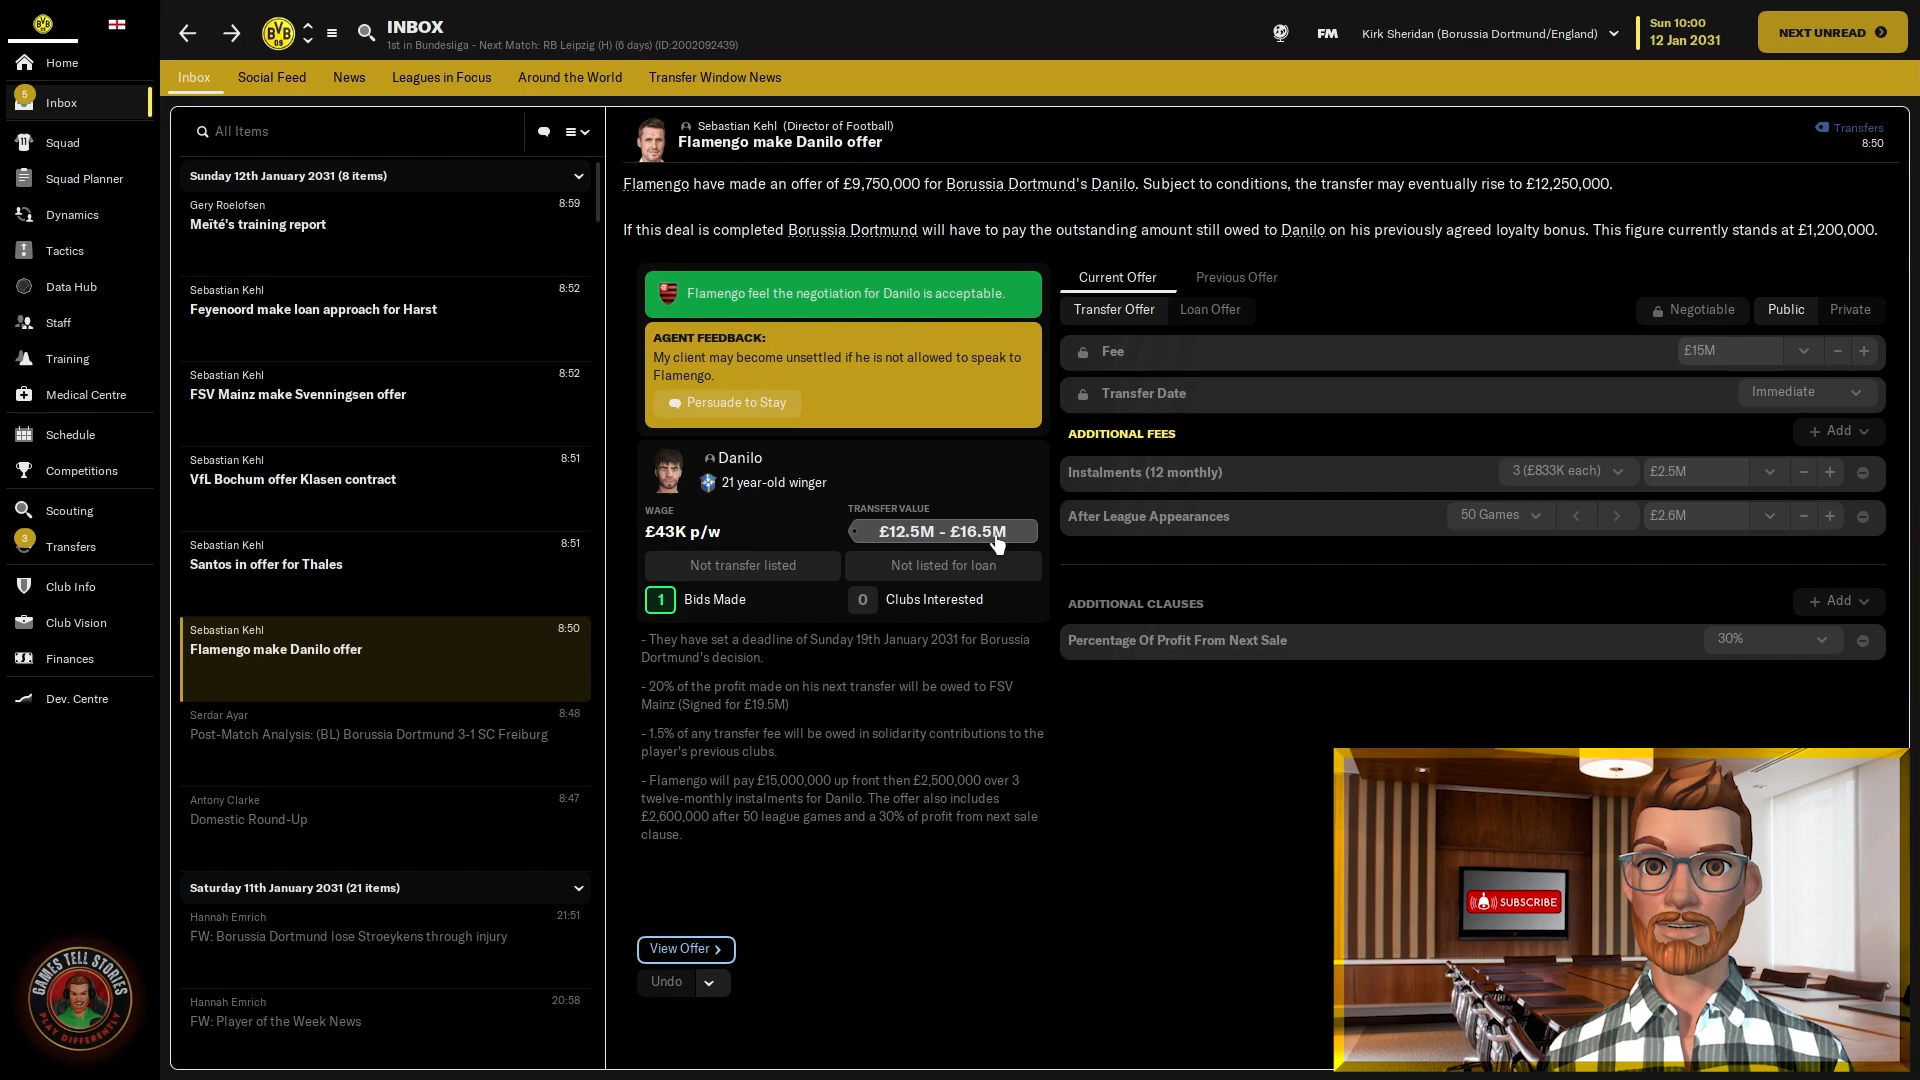 INBOX
1st in Bundesliga - Next Match: RB Leipzig (H) (6 days) (ID:2002092439)
FM
Kirk Sheridan (Borussia Dortmund/England)
Sun 10:00
12 Jan 2031
NEXT UNREAD
Inbox
Social Feed
News
Leagues in Focus
Around the World
Transfer Window News
Home
5
Inbox
Squad
Squad Planner
Dynamics
Tactics
Data Hub
Staff
Training
Medical Centre
Schedule
Competitions
Scouting
3
Transfers
Club Info
Club Vision
Finances
Dev. Centre
GAMES TELL STORIES
PLAY DIFFERENTLY
All Items
Sunday 12th January 2031 (8 items)
Gery Roelofsen 8:59
Meïté's training report
Sebastian Kehl 8:52
Feyenoord make loan approach for Harst
Sebastian Kehl 8:52
FSV Mainz make Svenningsen offer
Sebastian Kehl 8:51
VfL Bochum offer Klasen contract
Sebastian Kehl 8:51
Santos in offer for Thales
Sebastian Kehl 8:50
Flamengo make Danilo offer
Serdar Ayar 8:48
Post-Match Analysis: (BL) Borussia Dortmund 3-1 SC Freiburg
Antony Clarke 8:47
Domestic Round-Up
Saturday 11th January 2031 (21 items)
Hannah Emrich 21:51
FW: Borussia Dortmund lose Stroeykens through injury
Hannah Emrich 20:58
FW: Player of the Week News
Sebastian Kehl (Director of Football)
Flamengo make Danilo offer
Transfers
8:50
Flamengo have made an offer of £9,750,000 for Borussia Dortmund's Danilo. Subject to conditions, the transfer may eventually rise to £12,250,000.
If this deal is completed Borussia Dortmund will have to pay the outstanding amount still owed to Danilo on his previously agreed loyalty bonus. This figure currently stands at £1,200,000.
Flamengo feel the negotiation for Danilo is acceptable.
AGENT FEEDBACK:
My client may become unsettled if he is not allowed to speak to
Flamengo.
Persuade to Stay
Danilo
21 year-old winger
WAGE
£43K p/w
TRANSFER VALUE
£12.5M - £16.5M
Not transfer listed
Not listed for loan
1 Bids Made
0 Clubs Interested
- They have set a deadline of Sunday 19th January 2031 for Borussia
Dortmund's decision.
- 20% of the profit made on his next transfer will be owed to FSV
Mainz (Signed for £19.5M)
- 1.5% of any transfer fee will be owed in solidarity contributions to the
player's previous clubs.
- Flamengo will pay £15,000,000 up front then £2,500,000 over 3
twelve-monthly instalments for Danilo. The offer also includes
£2,600,000 after 50 league games and a 30% of profit from next sale
clause.
View Offer
Undo
Current Offer
Previous Offer
Transfer Offer
Loan Offer
Negotiable
Public
Private
Fee £15M
Transfer Date Immediate
ADDITIONAL FEES + Add
Instalments (12 monthly) 3 (£833K each) £2.5M
After League Appearances 50 Games £2.6M
ADDITIONAL CLAUSES + Add
Percentage Of Profit From Next Sale 30%
SUBSCRIBE